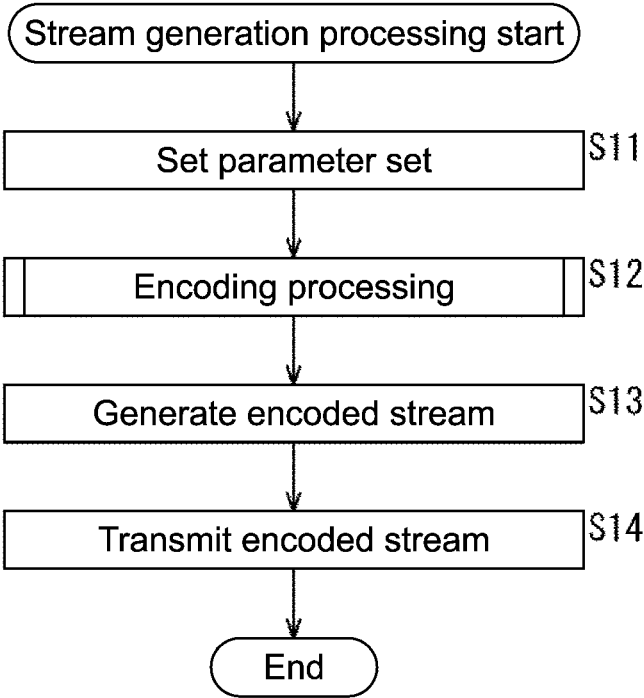 Stream generation processing start
S11
Set parameter set
S12
Encoding processing
S13
Generate encoded stream
S14
Transmit encoded stream
End